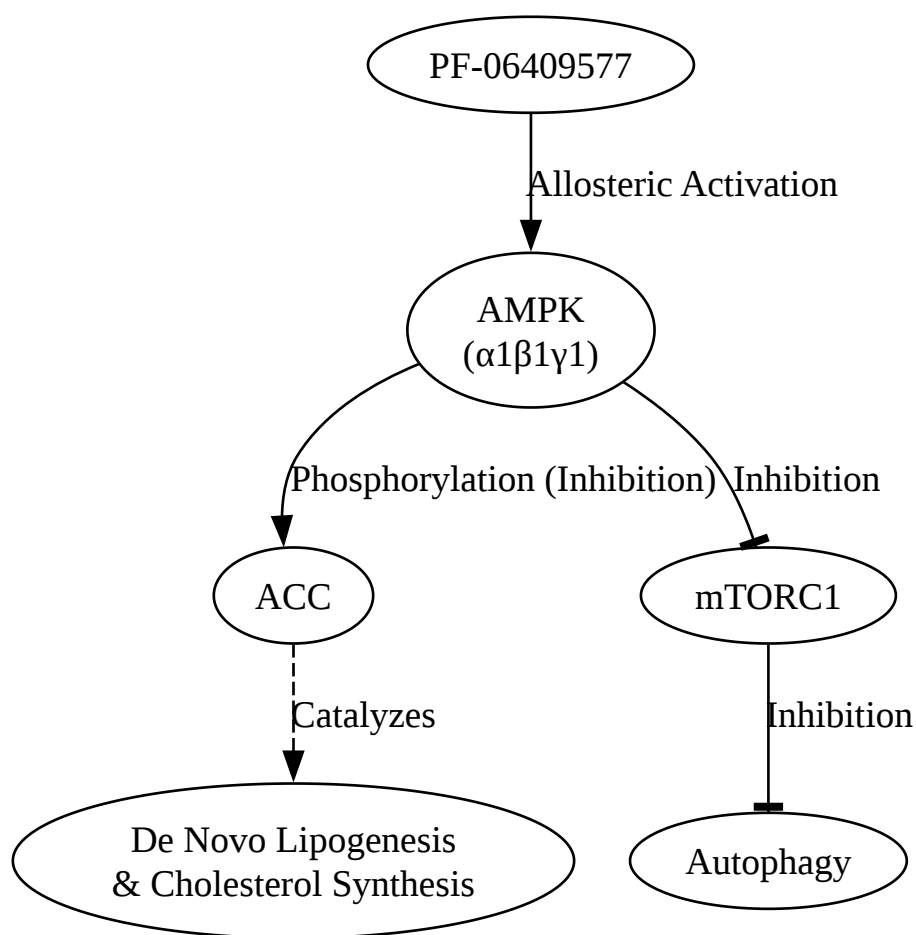 PF-06409577
Allosteric Activation
AMPK
(α1β1γ1)
Phosphorylation (Inhibition)
Inhibition
ACC
mTORC1
Catalyzes
Inhibition
De Novo Lipogenesis
& Cholesterol Synthesis
Autophagy